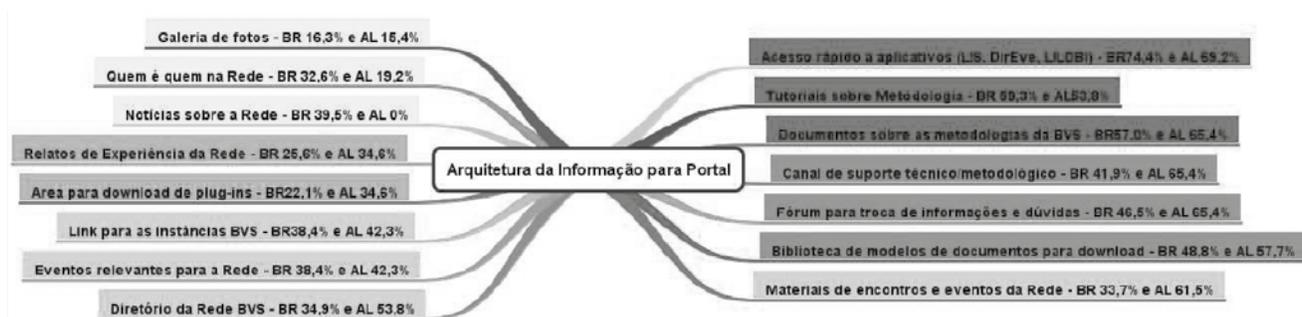 Galeria de fotos - BR 16,3% e AL 15,4%
Quem é quem na Rede - BR 32,6% e AL 19,2%
Notícias sobre a Rede - BR 39,5% e AL 0%
Relatos de Experiência da Rede - BR 25,6% e AL 34,6%
Area para download de plug-ins - BR22,1% e AL 34,6%
Link para as instâncias BVS - BR38,4% e AL 42,3%
Eventos relevantes para a Rede - BR 38,4% e AL 42,3%
Diretório da Rede BVS - BR 34,9% e AL 53,8%
Arquitetura da Informação para Portal
Acesso rápido a aplicativos (LIS, DirEve, LILDBI) - BR74,4% e AL 69,2%
Tutoriais sobre Metodologia - BR 59,3% e AL53,8%
Documentos sobre as metodologias da BVS - BR57,0% e AL 65,4%
Canal de suporte técnico/metodológico - BR 41,9% e AL 65,4%
Fórum para troca de informações e dúvidas - BR 46,5% e AL 65,4%
Biblioteca de modelos de documentos para download - BR 48,8% e AL 57,7%
Materiais de encontros e eventos da Rede - BR 33,7% e AL 61,5%